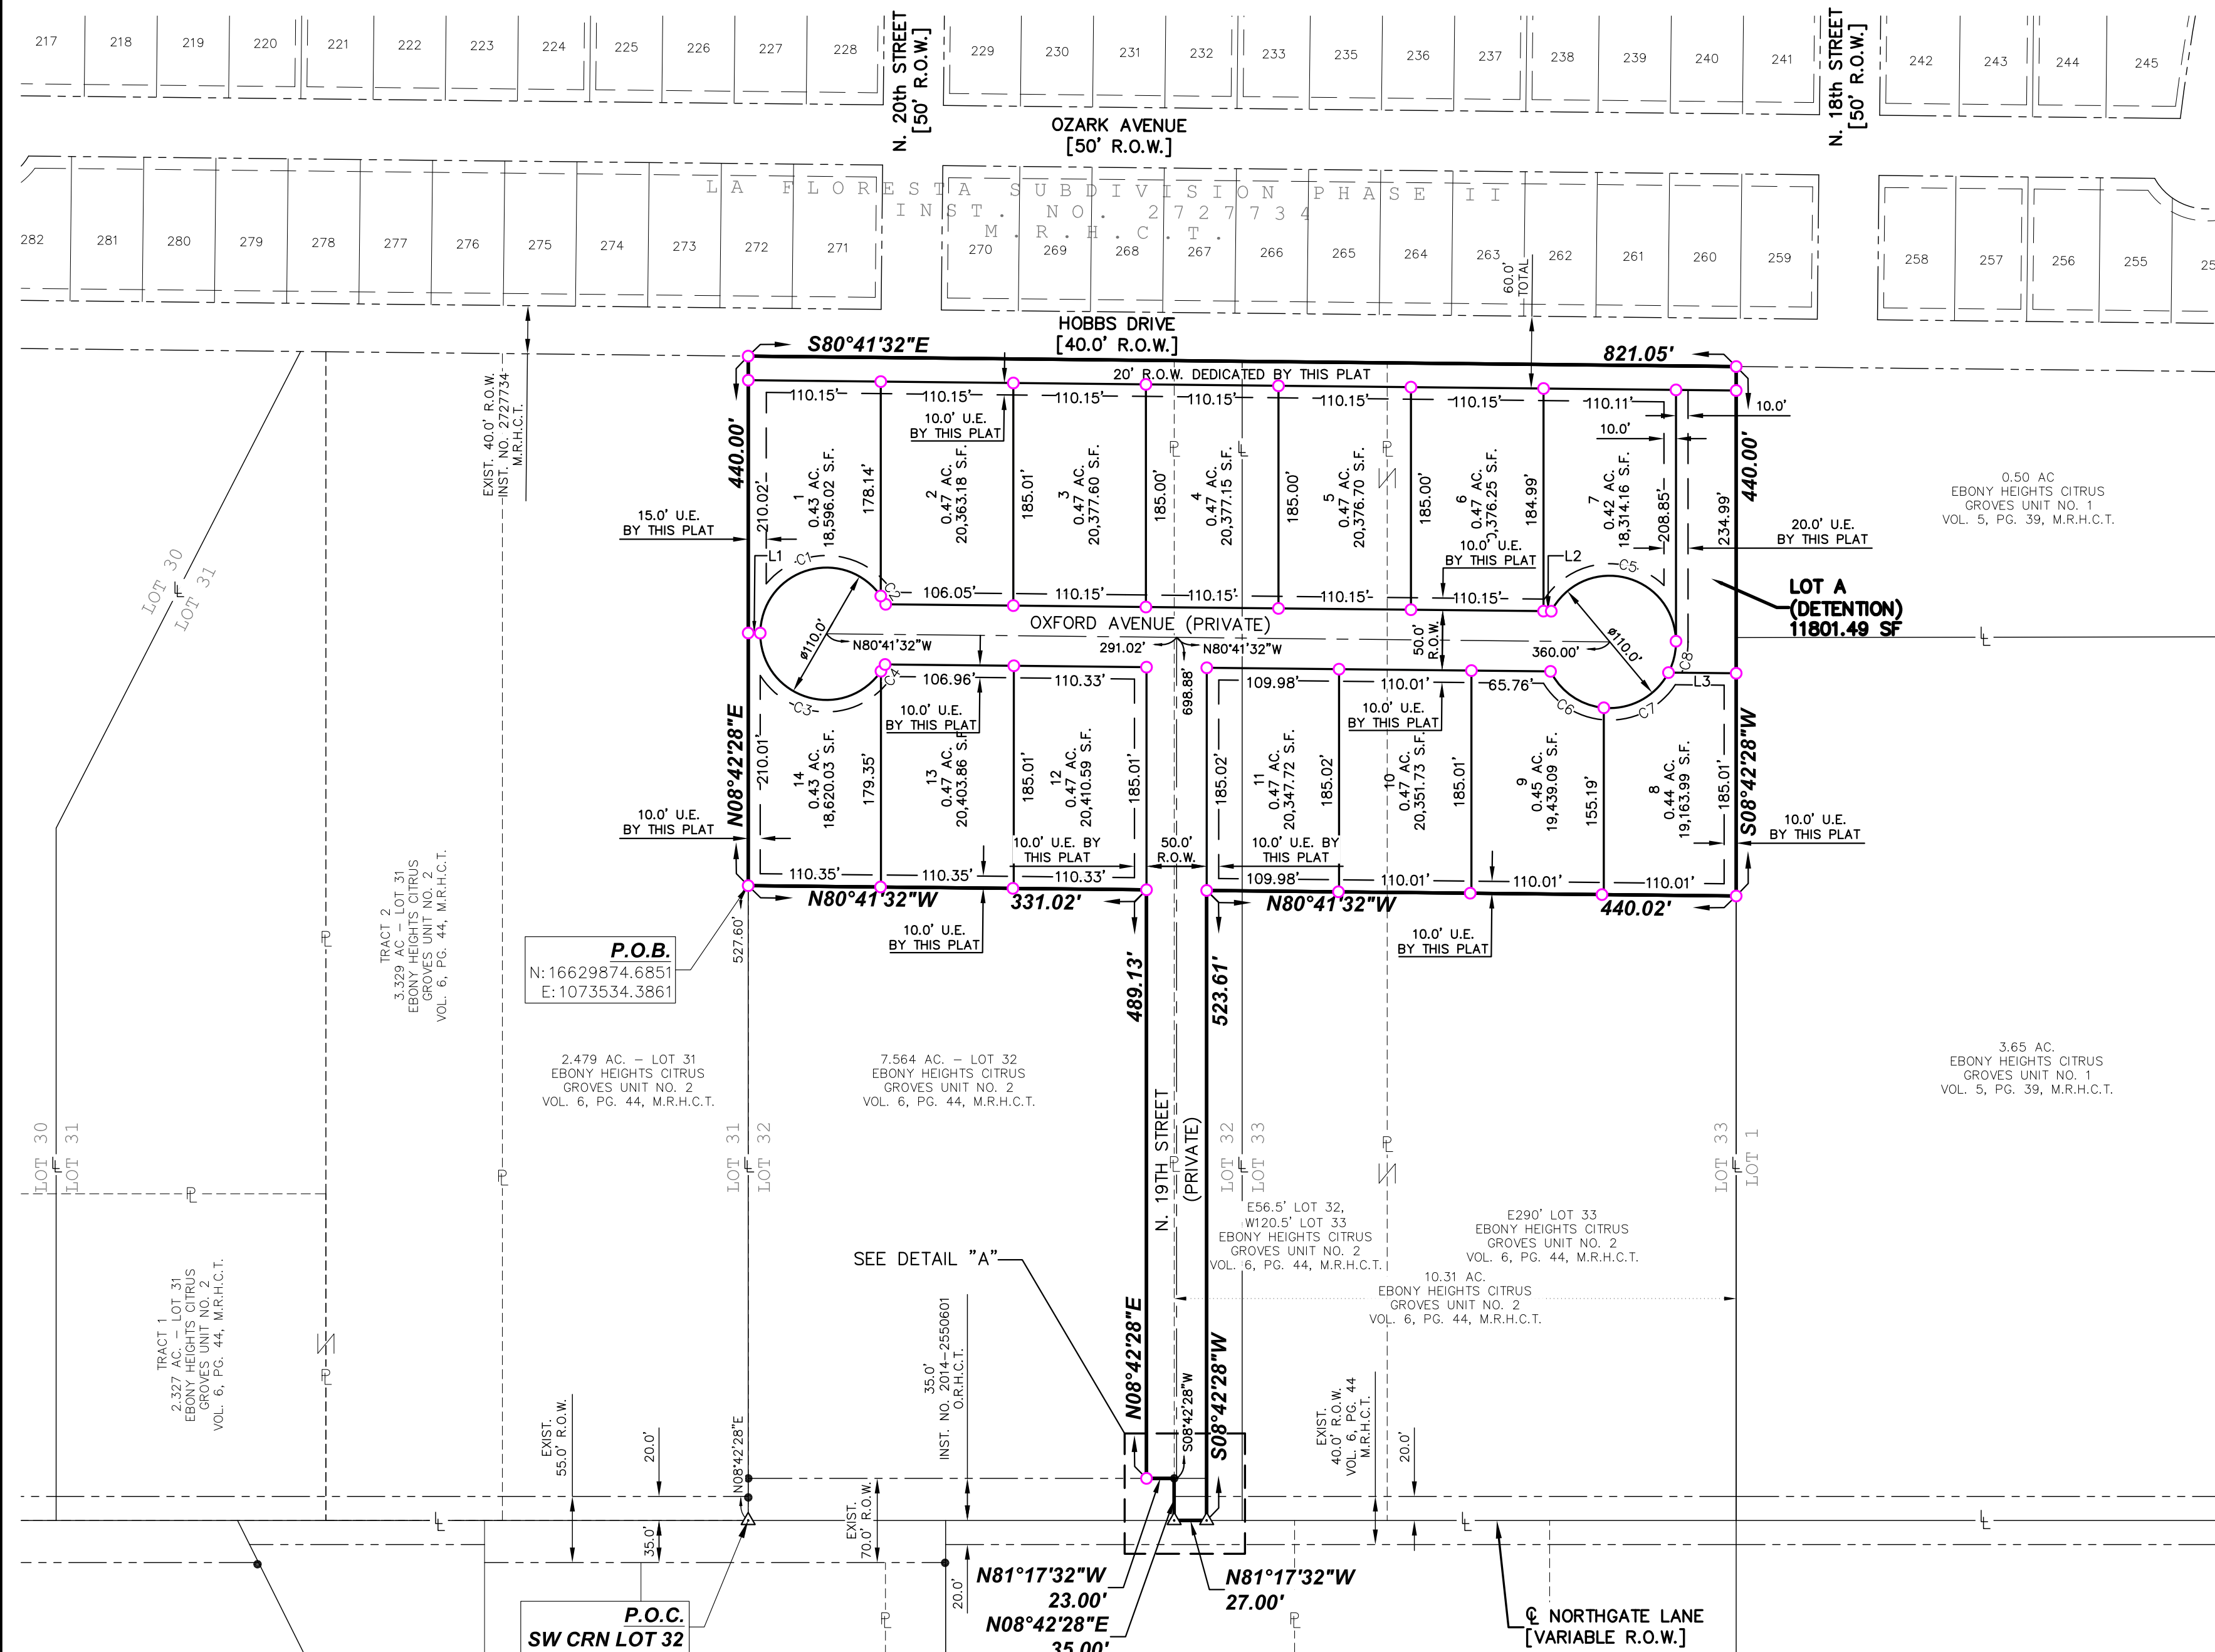 217 218 219 220 221 222 223 224 225 226 227 228
N. 20th STREET
[50' R.O.W.]
229 230 231 232 233 235 236 237 238 239 240 241
N. 18th STREET
[50' R.O.W.]
242 243 244 245
OZARK AVENUE
[50' R.O.W.]
LA FLORESTA SUBDIVISION PHASE II
INST. NO. 2727734
M.R.H.C.T.
282 281 280 279 278 277 276 275 274 273 272 271
270 269 268 267 266 265 264 263 262 261 260 259
258 257 256 255
60.0'
TOTAL
HOBBS DRIVE
[40.0' R.O.W.]
S80°41'32"E
821.05'
20' R.O.W. DEDICATED BY THIS PLAT
EXIST. 40.0' R.O.W.
INST. NO. 2727734
M.R.H.C.T.
110.15' 110.15' 110.15' 110.15' 110.15' 110.15' 110.11'
10.0'
10.0'
10.0' U.E.
BY THIS PLAT
440.00'
440.00'
210.02'
1
0.43 AC.
18,596.02 S.F.
178.14'
2
0.47 AC.
20,363.18 S.F.
185.01'
3
0.47 AC.
20,377.60 S.F.
185.00'
4
0.47 AC.
20,377.15 S.F.
185.00'
5
0.47 AC.
20,376.70 S.F.
185.00'
6
0.47 AC.
,376.25 S.F.
184.99'
7
0.42 AC.
18,314.16 S.F.
208.85'
234.99'
0.50 AC
EBONY HEIGHTS CITRUS
GROVES UNIT NO. 1
VOL. 5, PG. 39, M.R.H.C.T.
15.0' U.E.
BY THIS PLAT
20.0' U.E.
BY THIS PLAT
10.0' U.E.
BY THIS PLAT
L1
L2
C1
C2
C5
LOT 30
LOT 31
LOT A
(DETENTION)
11801.49 SF
106.05' 110.15' 110.15' 110.15' 110.15'
OXFORD AVENUE (PRIVATE)
ø110.0'
N80°41'32"W
291.02'
N80°41'32"W
50.0'
R.O.W.
360.00'
ø110.0'
698.88'
C8
L3
C3
C4
C6
C7
106.96' 110.33' 109.98' 110.01' 65.76'
10.0' U.E.
BY THIS PLAT
10.0' U.E.
BY THIS PLAT
N08°42'28"E
S08°42'28"W
210.01'
14
0.43 AC.
18,620.03 S.F.
179.35'
13
0.47 AC.
20,403.86 S.F.
185.01'
12
0.47 AC.
20,410.59 S.F.
185.01'
185.02'
11
0.47 AC.
20,347.72 S.F.
185.02'
10
0.47 AC.
20,351.73 S.F.
185.01'
9
0.45 AC.
19,439.09 S.F.
155.19'
8
0.44 AC.
19,163.99 S.F.
185.01'
10.0' U.E.
BY THIS PLAT
10.0' U.E. BY
THIS PLAT
50.0'
R.O.W.
10.0' U.E. BY
THIS PLAT
10.0' U.E.
BY THIS PLAT
110.35' 110.35' 110.33' 109.98' 110.01' 110.01' 110.01'
N80°41'32"W
331.02'
N80°41'32"W
440.02'
10.0' U.E.
BY THIS PLAT
10.0' U.E.
BY THIS PLAT
527.60'
P.O.B.
N:16629874.6851
E:1073534.3861
TRACT 2
3.329 AC – LOT 31
EBONY HEIGHTS CITRUS
GROVES UNIT NO. 2
VOL. 6, PG. 44, M.R.H.C.T.
489.13'
523.61'
2.479 AC. – LOT 31
EBONY HEIGHTS CITRUS
GROVES UNIT NO. 2
VOL. 6, PG. 44, M.R.H.C.T.
7.564 AC. – LOT 32
EBONY HEIGHTS CITRUS
GROVES UNIT NO. 2
VOL. 6, PG. 44, M.R.H.C.T.
3.65 AC.
EBONY HEIGHTS CITRUS
GROVES UNIT NO. 1
VOL. 5, PG. 39, M.R.H.C.T.
LOT 30
LOT 31
LOT 31
LOT 32
N. 19TH STREET
(PRIVATE)
LOT 32
LOT 33
LOT 33
LOT 1
E56.5' LOT 32,
W120.5' LOT 33
EBONY HEIGHTS CITRUS
GROVES UNIT NO. 2
VOL. 6, PG. 44, M.R.H.C.T.
E290' LOT 33
EBONY HEIGHTS CITRUS
GROVES UNIT NO. 2
VOL. 6, PG. 44, M.R.H.C.T.
10.31 AC.
EBONY HEIGHTS CITRUS
GROVES UNIT NO. 2
VOL. 6, PG. 44, M.R.H.C.T.
SEE DETAIL "A"
TRACT 1
2.327 AC. – LOT 31
EBONY HEIGHTS CITRUS
GROVES UNIT NO. 2
VOL. 6, PG. 44, M.R.H.C.T.
35.0'
INST. NO. 2014-2550601
O.R.H.C.T.
N08°42'28"E
S08°42'28"W
S08°42'28"W
EXIST.
40.0' R.O.W.
VOL. 6, PG. 44
M.R.H.C.T.
20.0'
EXIST.
55.0' R.O.W.
20.0'
N08°42'28"E
35.0'
EXIST.
70.0' R.O.W.
20.0'
N81°17'32"W
23.00'
N08°42'28"E
35.00'
N81°17'32"W
27.00'
P.O.C.
SW CRN LOT 32
℄ NORTHGATE LANE
[VARIABLE R.O.W.]